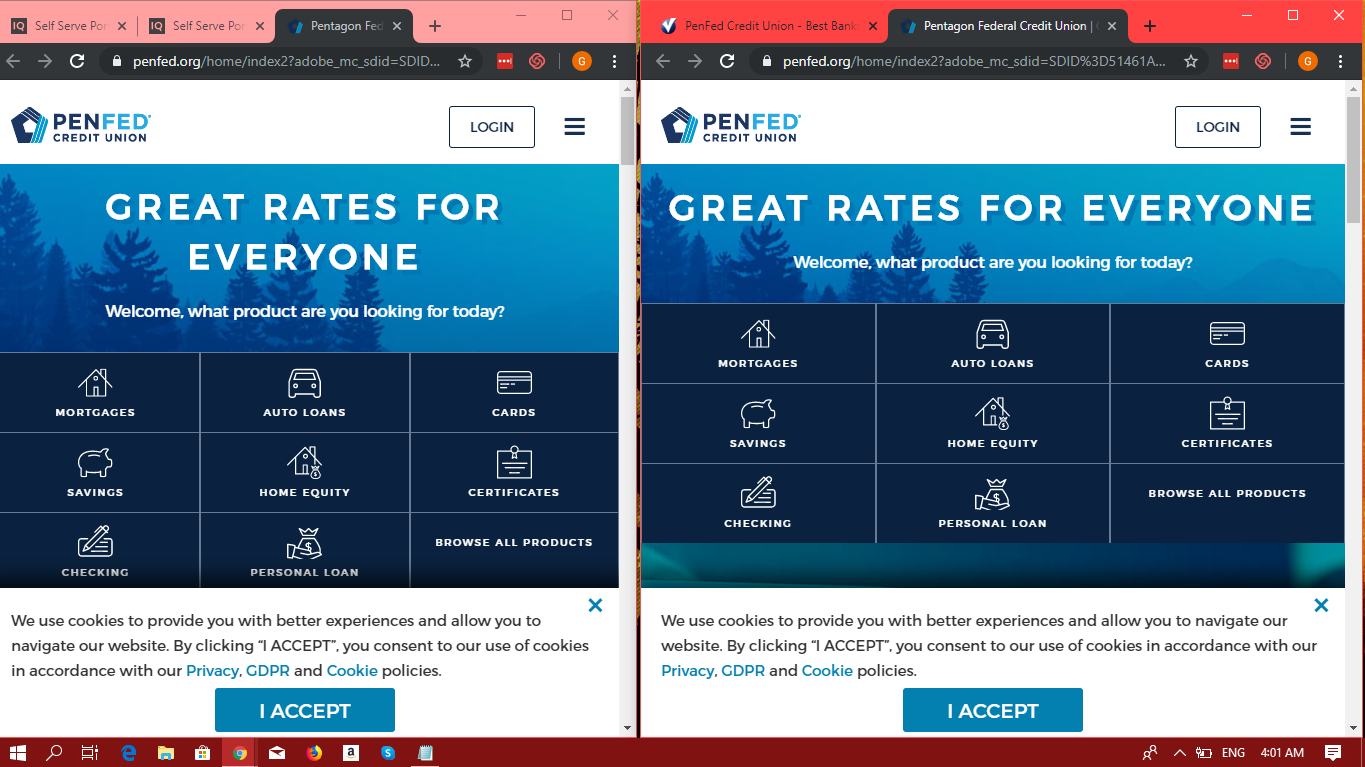 Self Serve Por
Self Serve Por
Pentagon Fed
penfed.org/home/index2?adobe_mc_sdid=SDID...
G
PENFED
CREDIT UNION
LOGIN
GREAT RATES FOR
EVERYONE
Welcome, what product are you looking for today?
MORTGAGES
AUTO LOANS
CARDS
SAVINGS
HOME EQUITY
CERTIFICATES
CHECKING
PERSONAL LOAN
BROWSE ALL PRODUCTS
We use cookies to provide you with better experiences and allow you to
navigate our website. By clicking “I ACCEPT”, you consent to our use of cookies
in accordance with our Privacy, GDPR and Cookie policies.
I ACCEPT
PenFed Credit Union - Best Bank
Pentagon Federal Credit Union |
penfed.org/home/index2?adobe_mc_sdid=SDID%3D51461A...
G
PENFED
CREDIT UNION
LOGIN
GREAT RATES FOR EVERYONE
Welcome, what product are you looking for today?
MORTGAGES
AUTO LOANS
CARDS
SAVINGS
HOME EQUITY
CERTIFICATES
CHECKING
PERSONAL LOAN
BROWSE ALL PRODUCTS
We use cookies to provide you with better experiences and allow you to navigate our
website. By clicking “I ACCEPT”, you consent to our use of cookies in accordance with our
Privacy, GDPR and Cookie policies.
I ACCEPT
ENG
4:01 AM